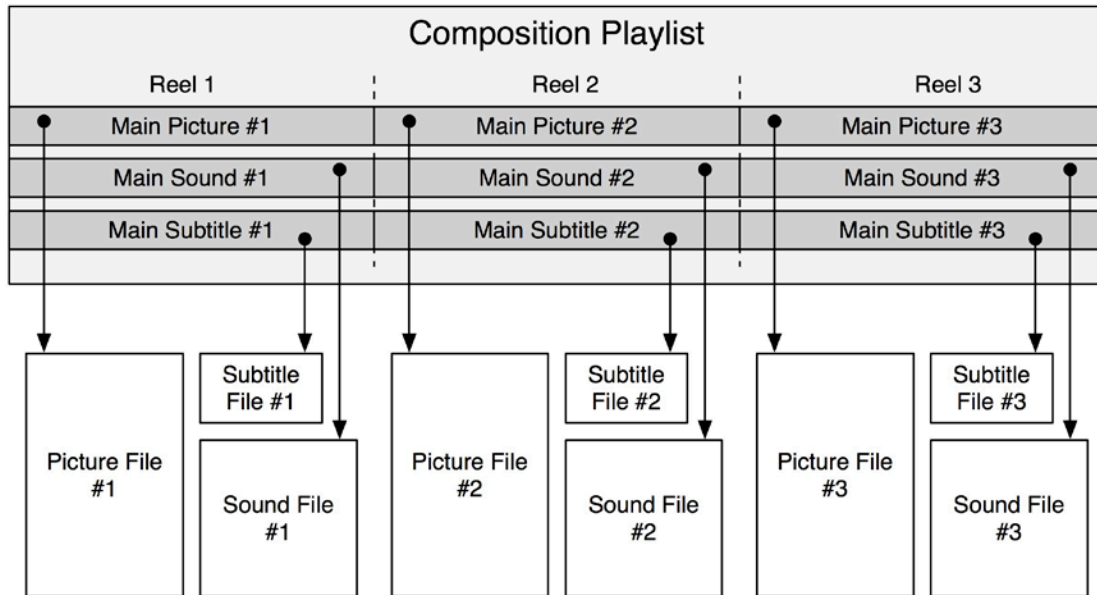 Composition Playlist
Reel 1
Reel 2
Reel 3
Main Picture #1
Main Picture #2
Main Picture #3
Main Sound #1
Main Sound #2
Main Sound #3
Main Subtitle #1
Main Subtitle #2
Main Subtitle #3
Picture File
#1
Subtitle
File #1
Sound File
#1
Picture File
#2
Subtitle
File #2
Sound File
#2
Picture File
#3
Subtitle
File #3
Sound File
#3